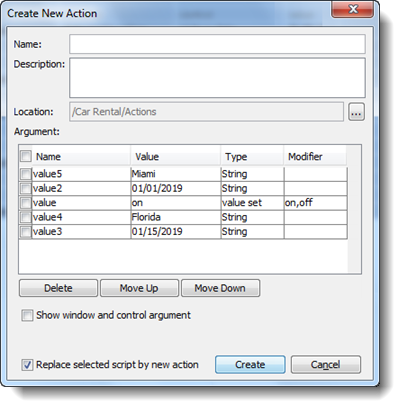 Create New Action
Name:
Description:
Location: /Car Rental/Actions ...
Argument:
Name Value Type Modifier
value5 Miami String
value2 01/01/2019 String
value on value set on,off
value4 Florida String
value3 01/15/2019 String
Delete Move Up Move Down
Show window and control argument
Replace selected script by new action Create Cancel